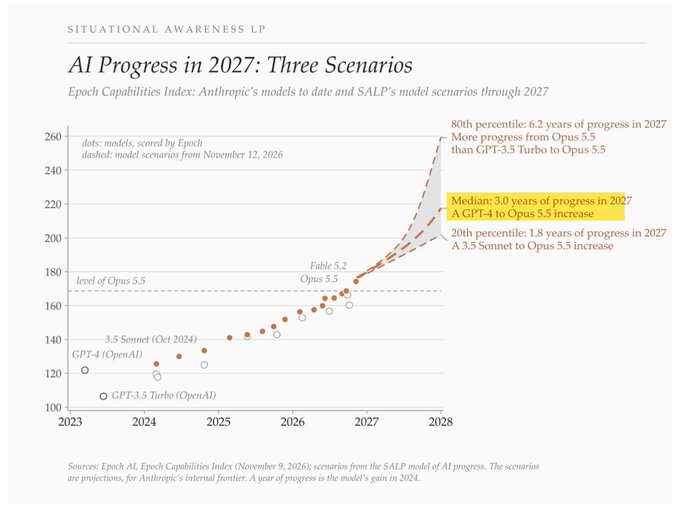 SITUATIONAL AWARENESS LP
AI Progress in 2027: Three Scenarios
Epoch Capabilities Index: Anthropic's models to date and SALP's model scenarios through 2027
80th percentile: 6.2 years of progress in 2027
More progress from Opus 5.5
than GPT-3.5 Turbo to Opus 5.5
dots: models, scored by Epoch
dashed: model scenarios from November 12, 2026
Median: 3.0 years of progress in 2027
A GPT-4 to Opus 5.5 increase
20th percentile: 1.8 years of progress in 2027
A 3.5 Sonnet to Opus 5.5 increase
260
240
220
200
180
160
140
120
100
Fable 5.2
Opus 5.5
level of Opus 5.5
3.5 Sonnet (Oct 2024)
GPT-4 (OpenAI)
GPT-3.5 Turbo (OpenAI)
2023 2024 2025 2026 2027 2028
Sources: Epoch AI, Epoch Capabilities Index (November 9, 2026); scenarios from the SALP model of AI progress. The scenarios
are projections, for Anthropic's internal frontier. A year of progress is the model's gain in 2024.